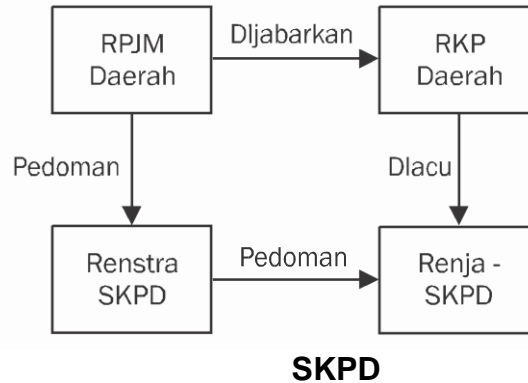 RPJM
Daerah
DIjabarkan
RKP
Daerah
Pedoman
DIacu
Renstra
SKPD
Pedoman
Renja -
SKPD
SKPD